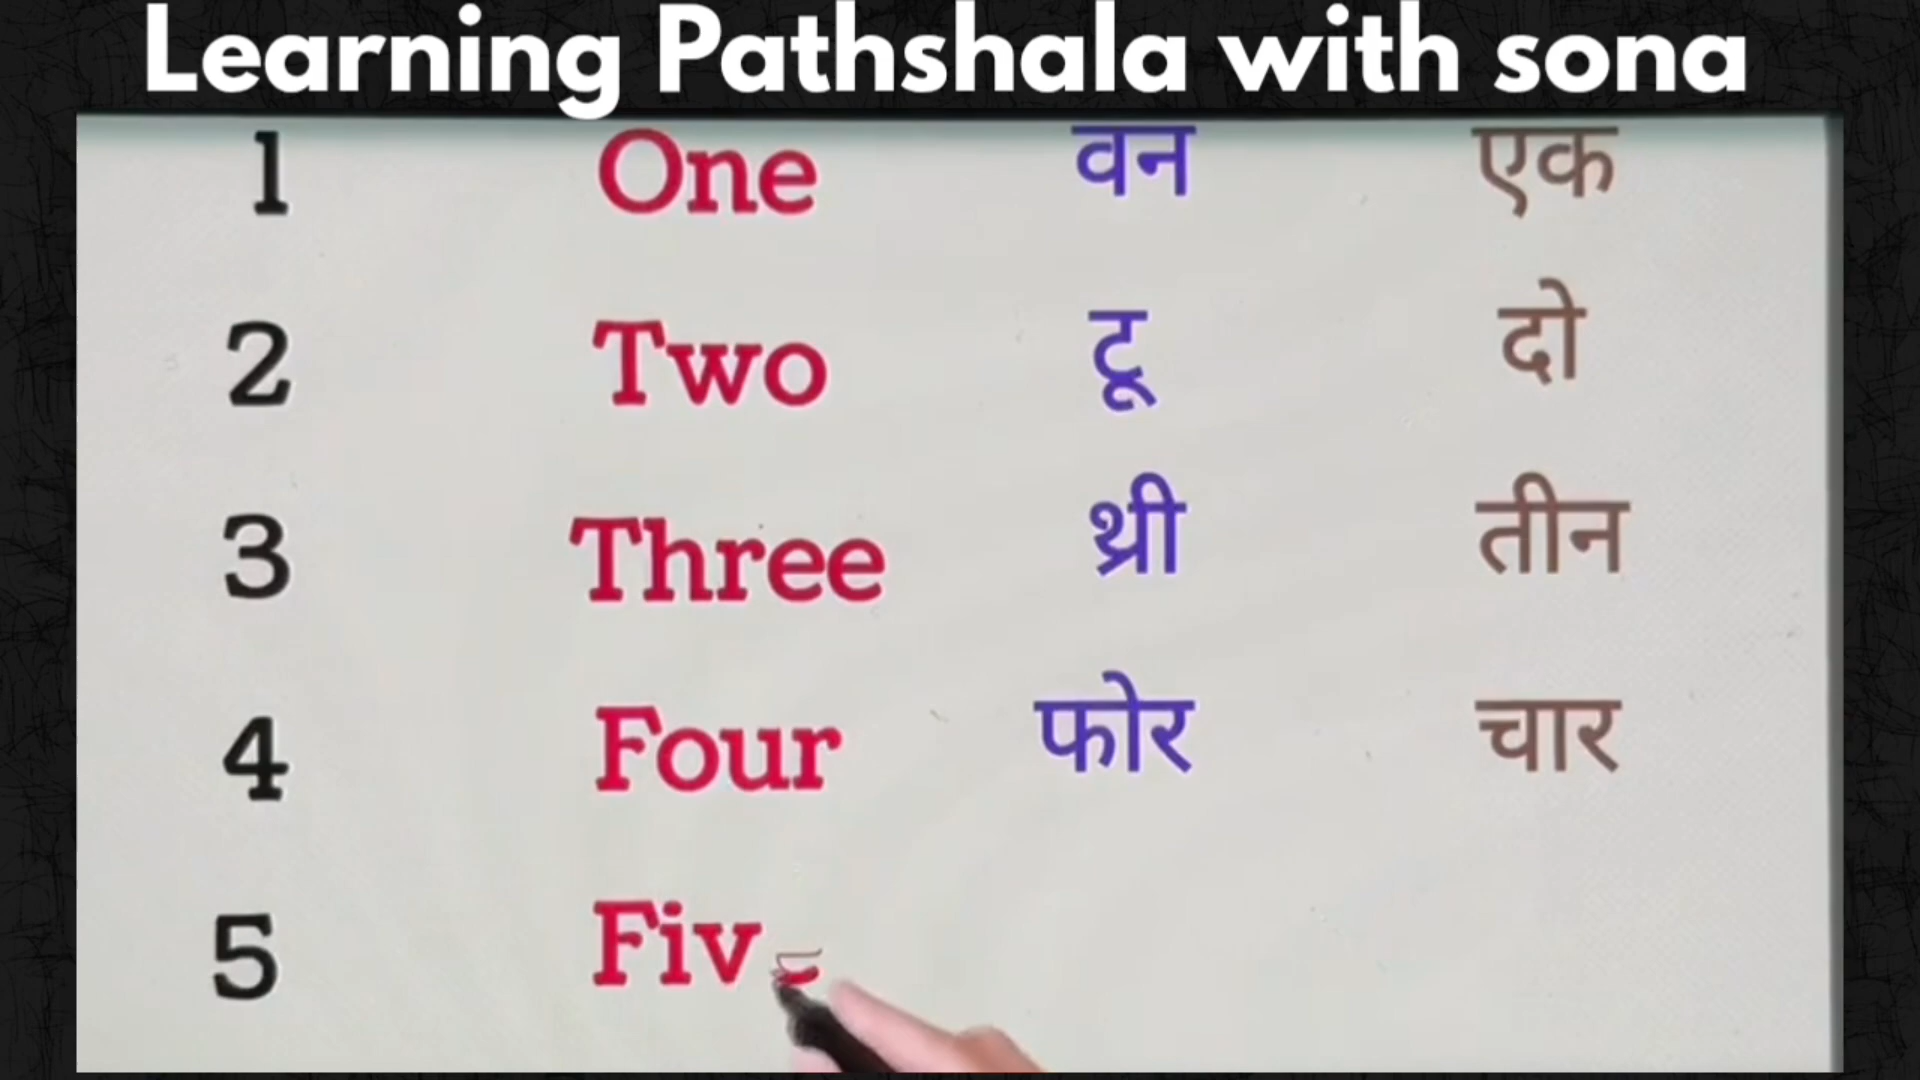 Learning Pathshala with sona
1 One वन एक
2 Two टू दो
3 Three थ्री तीन
4 Four फोर चार
5 Fiv